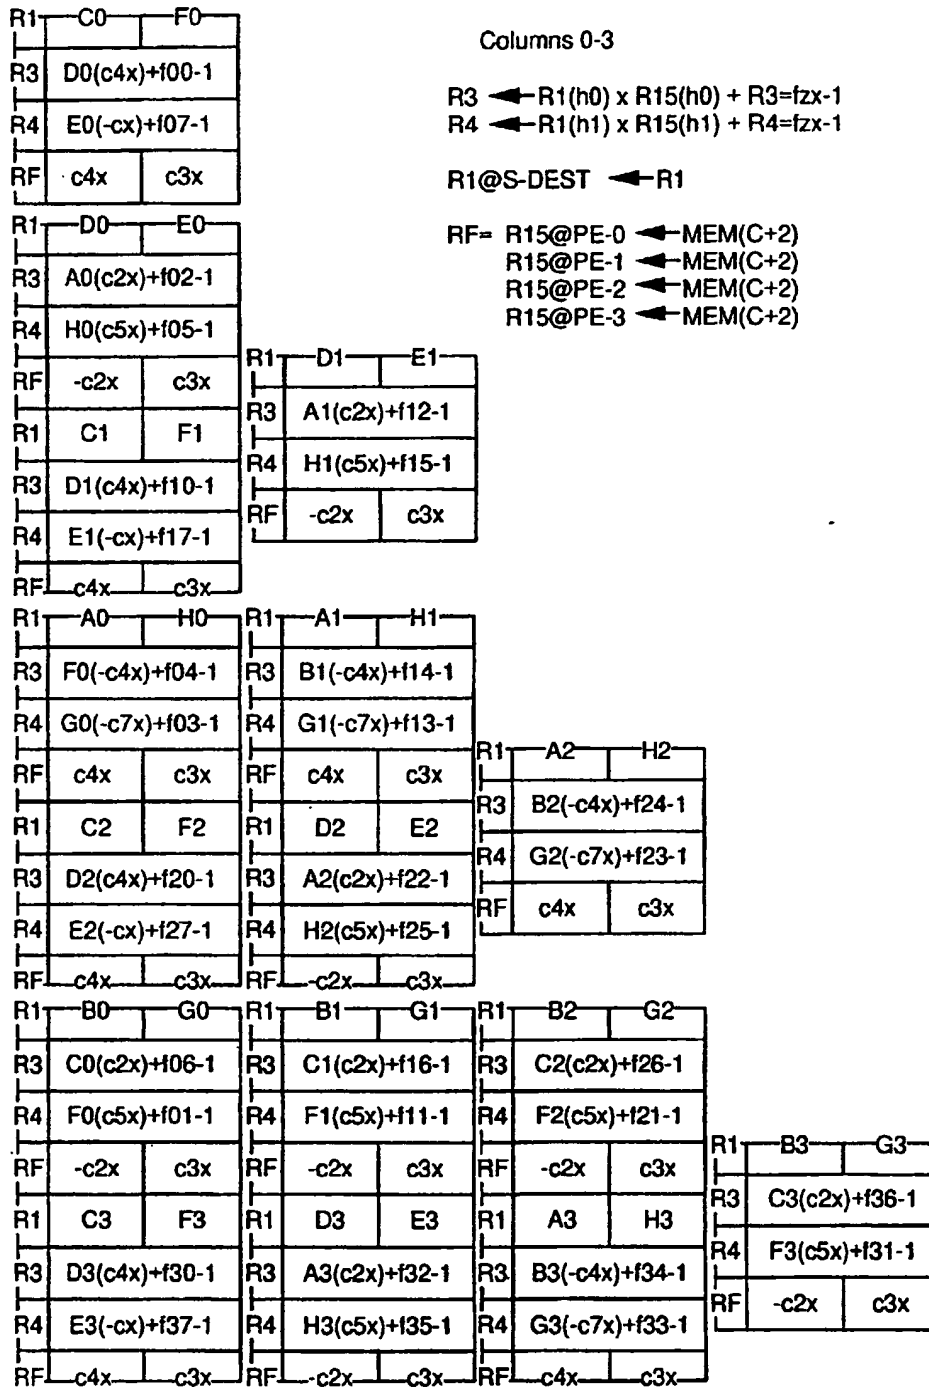 Columns 0-3
R3 ← R1(h0) x R15(h0) + R3=fzx-1
R4 ← R1(h1) x R15(h1) + R4=fzx-1
R1@S-DEST ← R1
RF= R15@PE-0 ← MEM(C+2)
R15@PE-1 ← MEM(C+2)
R15@PE-2 ← MEM(C+2)
R15@PE-3 ← MEM(C+2)
R1 C0 F0
R3 D0(c4x)+f00-1
R4 E0(-cx)+f07-1
RF c4x c3x
R1 D0 E0
R3 A0(c2x)+f02-1
R4 H0(c5x)+f05-1
RF -c2x c3x
R1 C1 F1
R3 D1(c4x)+f10-1
R4 E1(-cx)+f17-1
RF c4x c3x
R1 D1 E1
R3 A1(c2x)+f12-1
R4 H1(c5x)+f15-1
RF -c2x c3x
R1 A0 H0
R3 F0(-c4x)+f04-1
R4 G0(-c7x)+f03-1
RF c4x c3x
R1 C2 F2
R3 D2(c4x)+f20-1
R4 E2(-cx)+f27-1
RF c4x c3x
R1 A1 H1
R3 B1(-c4x)+f14-1
R4 G1(-c7x)+f13-1
RF c4x c3x
R1 D2 E2
R3 A2(c2x)+f22-1
R4 H2(c5x)+f25-1
RF -c2x c3x
R1 A2 H2
R3 B2(-c4x)+f24-1
R4 G2(-c7x)+f23-1
RF c4x c3x
R1 B0 G0
R3 C0(c2x)+f06-1
R4 F0(c5x)+f01-1
RF -c2x c3x
R1 C3 F3
R3 D3(c4x)+f30-1
R4 E3(-cx)+f37-1
RF c4x c3x
R1 B1 G1
R3 C1(c2x)+f16-1
R4 F1(c5x)+f11-1
RF -c2x c3x
R1 D3 E3
R3 A3(c2x)+f32-1
R4 H3(c5x)+f35-1
RF -c2x c3x
R1 B2 G2
R3 C2(c2x)+f26-1
R4 F2(c5x)+f21-1
RF -c2x c3x
R1 A3 H3
R3 B3(-c4x)+f34-1
R4 G3(-c7x)+f33-1
RF c4x c3x
R1 B3 G3
R3 C3(c2x)+f36-1
R4 F3(c5x)+f31-1
RF -c2x c3x